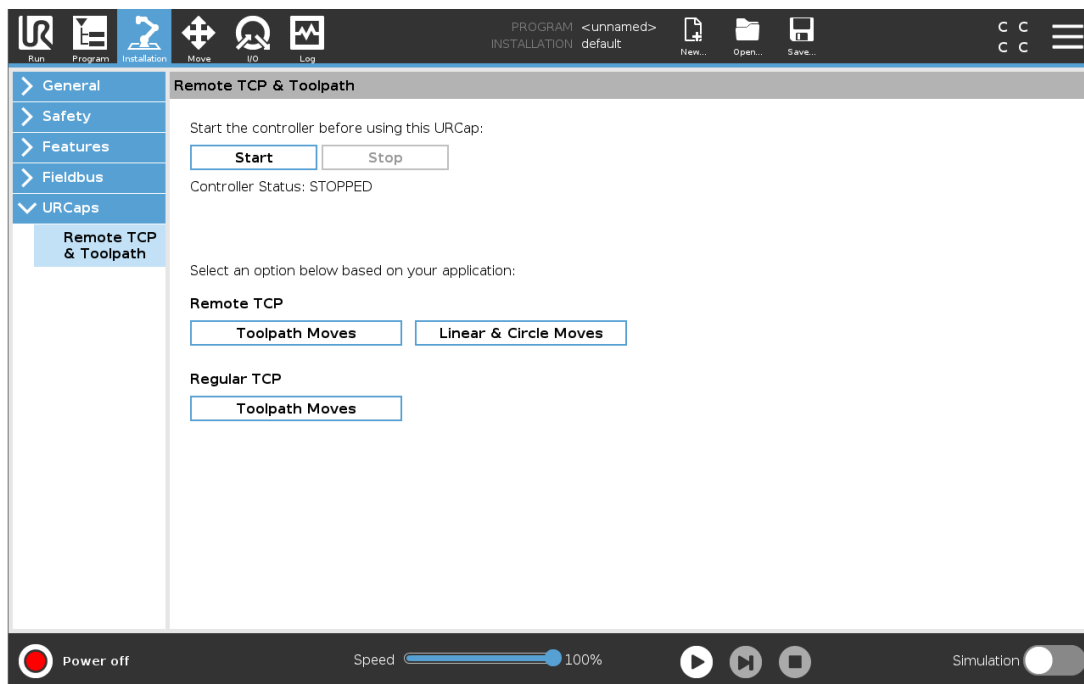 PROGRAM <unnamed>
INSTALLATION default
C C
C C
Run Program Installation Move I/O Log New... Open... Save...
General
Safety
Features
Fieldbus
URCaps
Remote TCP
& Toolpath
Remote TCP & Toolpath
Start the controller before using this URCap:
Start Stop
Controller Status: STOPPED
Select an option below based on your application:
Remote TCP
Toolpath Moves Linear & Circle Moves
Regular TCP
Toolpath Moves
Power off Speed 100% Simulation